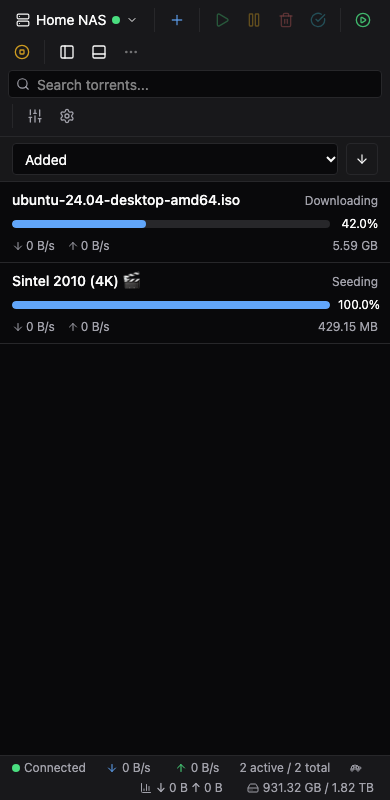 Home NAS
Search torrents...
Added
ubuntu-24.04-desktop-amd64.iso Downloading
42.0%
↓ 0 B/s ↑ 0 B/s 5.59 GB
Sintel 2010 (4K) 🎬 Seeding
100.0%
↓ 0 B/s ↑ 0 B/s 429.15 MB
Connected ↓ 0 B/s ↑ 0 B/s 2 active / 2 total
↓ 0 B ↑ 0 B 931.32 GB / 1.82 TB